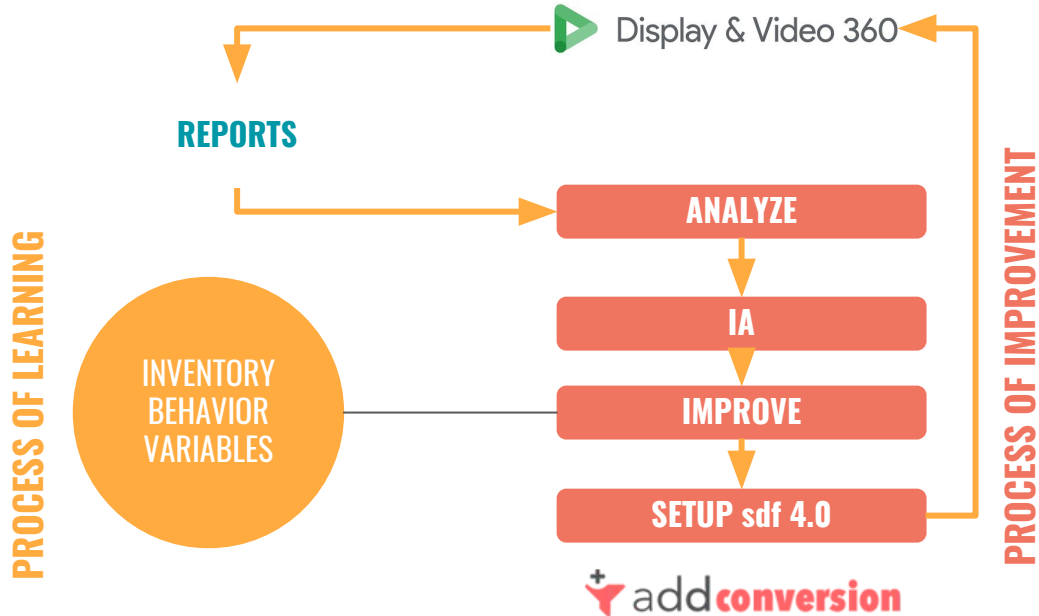 Display & Video 360
REPORTS
ANALYZE
IA
IMPROVE
SETUP sdf 4.0
INVENTORY
BEHAVIOR
VARIABLES
PROCESS OF LEARNING
PROCESS OF IMPROVEMENT
addconversion